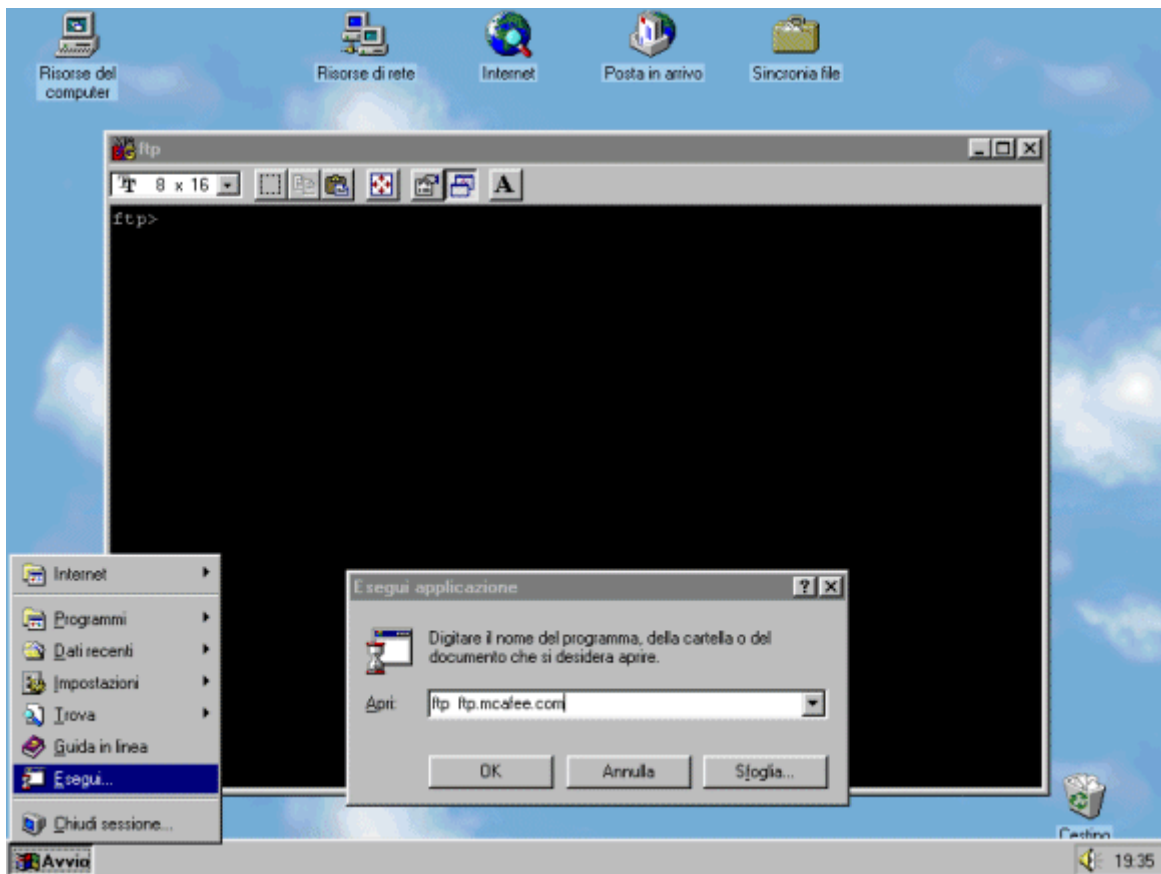 Risorse del
computer
Risorse di rete
Internet
Posta in arrivo
Sincronia file
ftp
8 x 16
A
ftp>
Internet
Programmi
Dati recenti
Impostazioni
Trova
Guida in linea
Esegui...
Chiudi sessione...
Esegui applicazione
Digitare il nome del programma, della cartella o del
documento che si desidera aprire.
Apri:
ftp ftp.mcafee.com
OK
Annulla
Sfoglia...
Cestino
Avvio
19:35